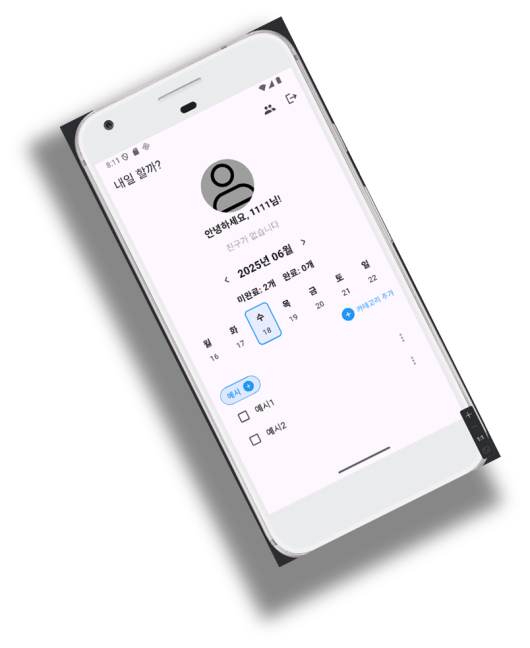 8:11
내일 할까?
안녕하세요, 1111님!
친구가 없습니다
2025년 06월
미완료: 2개 완료: 0개
월 화 수 목 금 토 일
16 17 18 19 20 21 22
카테고리 추가
예시
예시1
예시2
1:1